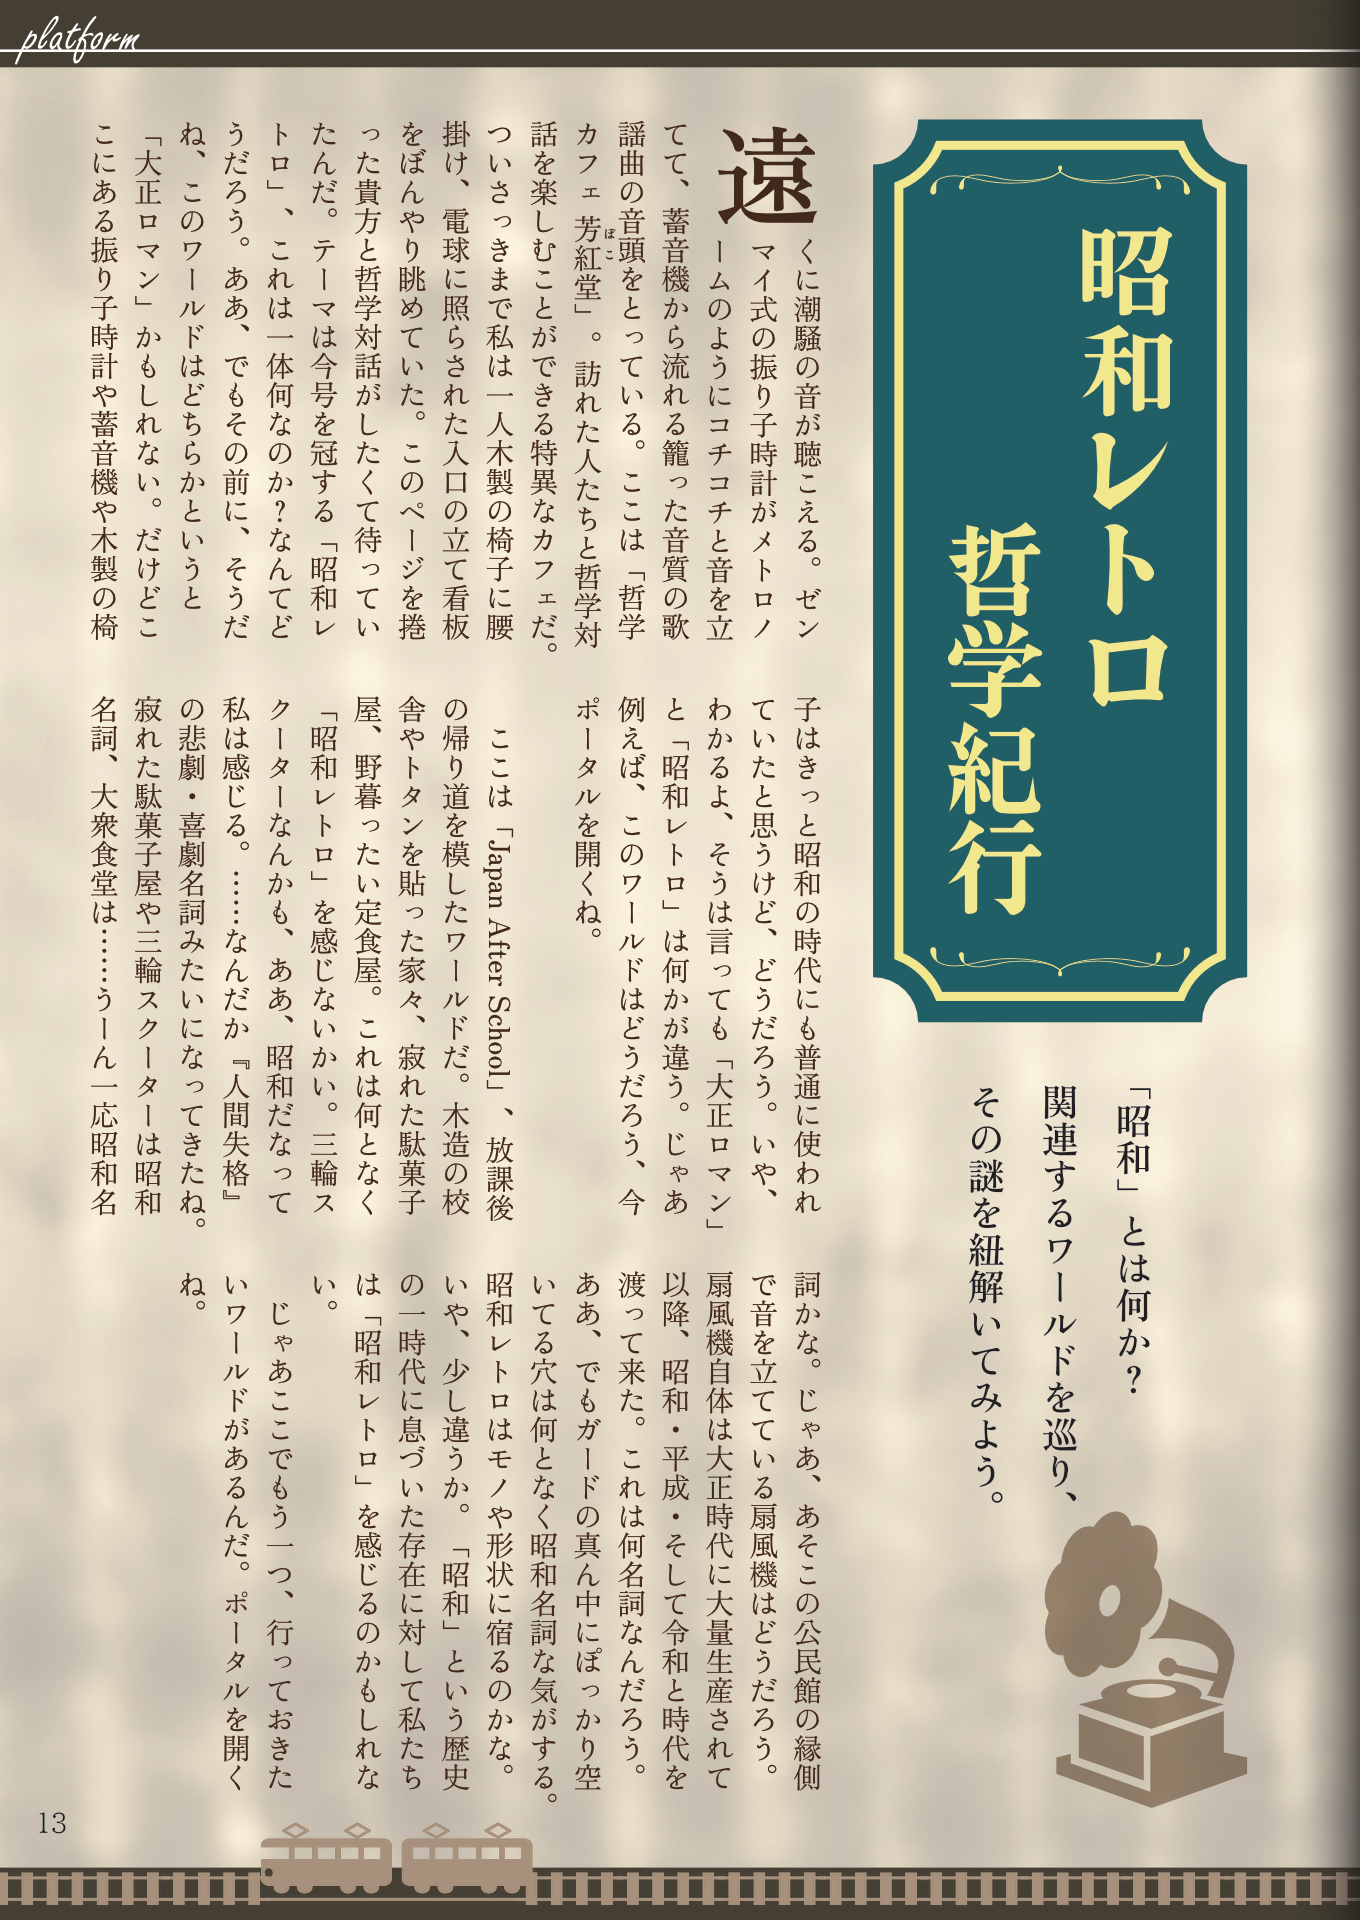 platform
昭和レトロ
哲学紀行
「昭和」とは何か？
関連するワールドを巡り、
その謎を紐解いてみよう。
遠くに潮騒の音が聴こえる。ゼン
マイ式の振り子時計がメトロノ
ームのようにコチコチと音を立
てて、蓄音機から流れる籠った音質の歌
謡曲の音頭をとっている。ここは「哲学
カフェ 芳紅堂」。訪れた人たちと哲学対
ぽこ
話を楽しむことができる特異なカフェだ。
ついさっきまで私は一人木製の椅子に腰
掛け、電球に照らされた入口の立て看板
をぼんやり眺めていた。このページを捲
った貴方と哲学対話がしたくて待ってい
たんだ。テーマは今号を冠する「昭和レ
トロ」、これは一体何なのか？なんてど
うだろう。ああ、でもその前に、そうだ
ね、このワールドはどちらかというと
「大正ロマン」かもしれない。だけどこ
こにある振り子時計や蓄音機や木製の椅
子はきっと昭和の時代にも普通に使われ
ていたと思うけど、どうだろう。いや、
わかるよ、そうは言っても「大正ロマン」
と「昭和レトロ」は何かが違う。じゃあ
例えば、このワールドはどうだろう、今
ポータルを開くね。
ここは「Japan After School」、放課後
の帰り道を模したワールドだ。木造の校
舎やトタンを貼った家々、寂れた駄菓子
屋、野暮ったい定食屋。これは何となく
「昭和レトロ」を感じないかい。三輪ス
クーターなんかも、ああ、昭和だなって
私は感じる。……なんだか『人間失格』
の悲劇・喜劇名詞みたいになってきたね。
寂れた駄菓子屋や三輪スクーターは昭和
名詞、大衆食堂は……うーん一応昭和名
詞かな。じゃあ、あそこの公民館の縁側
で音を立てている扇風機はどうだろう。
扇風機自体は大正時代に大量生産されて
以降、昭和・平成・そして令和と時代を
渡って来た。これは何名詞なんだろう。
ああ、でもガードの真ん中にぽっかり空
いてる穴は何となく昭和名詞な気がする。
昭和レトロはモノや形状に宿るのかな。
いや、少し違うか。「昭和」という歴史
の一時代に息づいた存在に対して私たち
は「昭和レトロ」を感じるのかもしれな
い。
じゃあここでもう一つ、行っておきた
いワールドがあるんだ。ポータルを開く
ね。
13